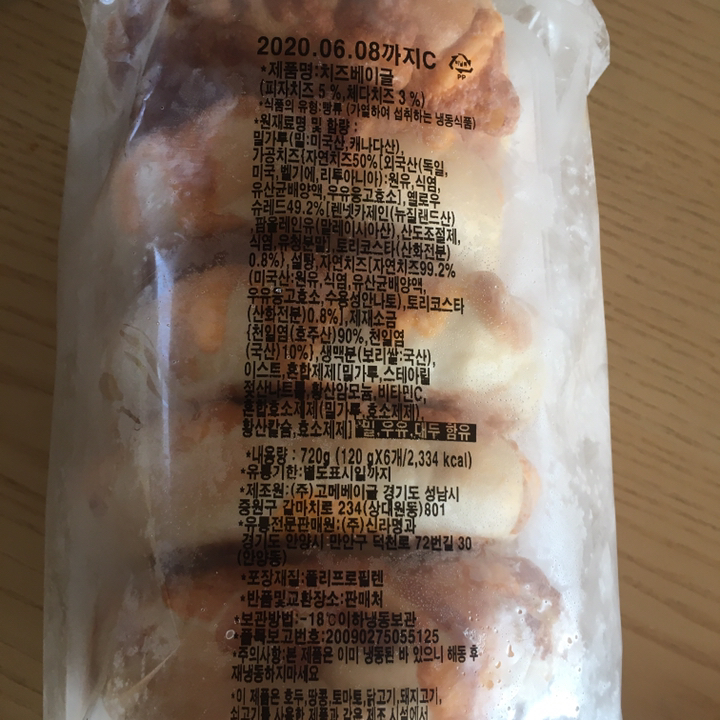 2020.06.08까지C
PP
*제품명:치즈베이글
(피자치즈 5 %,체다치즈 3 %)
*식품의 유형:빵류 (가열하여 섭취하는 냉동식품)
*원재료명 및 함량 :
밀가루(밀:미국산,캐나다산),
가공치즈{자연치즈50%[외국산(독일,
미국,벨기에,리투아니아):원유,식염,
유산균배양액,우유응고효소],옐로우
슈레드49.2%[렌넷카제인(뉴질랜드산)
,팜올레인유(말레이시아산),산도조절제,
식염,유청분말],토리코스타(산화전분)
0.8%},설탕,자연치즈[자연치즈99.2%
(미국산:원유,식염,유산균배양액,
우유응고효소,수용성안나토),토리코스타
(산화전분)0.8%],제재소금
{천일염(호주산)90%,천일염
(국산)10%},생맥분(보리쌀:국산),
이스트,혼합제제[밀가루,스테아릴
젖산나트륨,황산암모늄,비타민C,
혼합효소제제(밀가루,효소제제),
황산칼슘,효소제제] *밀,우유,대두 함유
*내용량 : 720g (120 gX6개/2,334 kcal)
*유통기한:별도표시일까지
*제조원:(주)고메베이글 경기도 성남시
중원구 갈마치로 234(상대원동)801
*유통전문판매원:(주)신라명과
경기도 안양시 만안구 덕천로 72번길 30
(안양동)
*포장재질:폴리프로필렌
*반품및교환장소:판매처
*보관방법:-18℃이하냉동보관
*품목보고번호:20090275055125
*주의사항:본 제품은 이미 냉동된 바 있으니 해동 후
재냉동하지마세요
*이 제품은 호두,땅콩,토마토,닭고기,돼지고기,
쇠고기를 사용한 제품과 같은 제조 시설에서